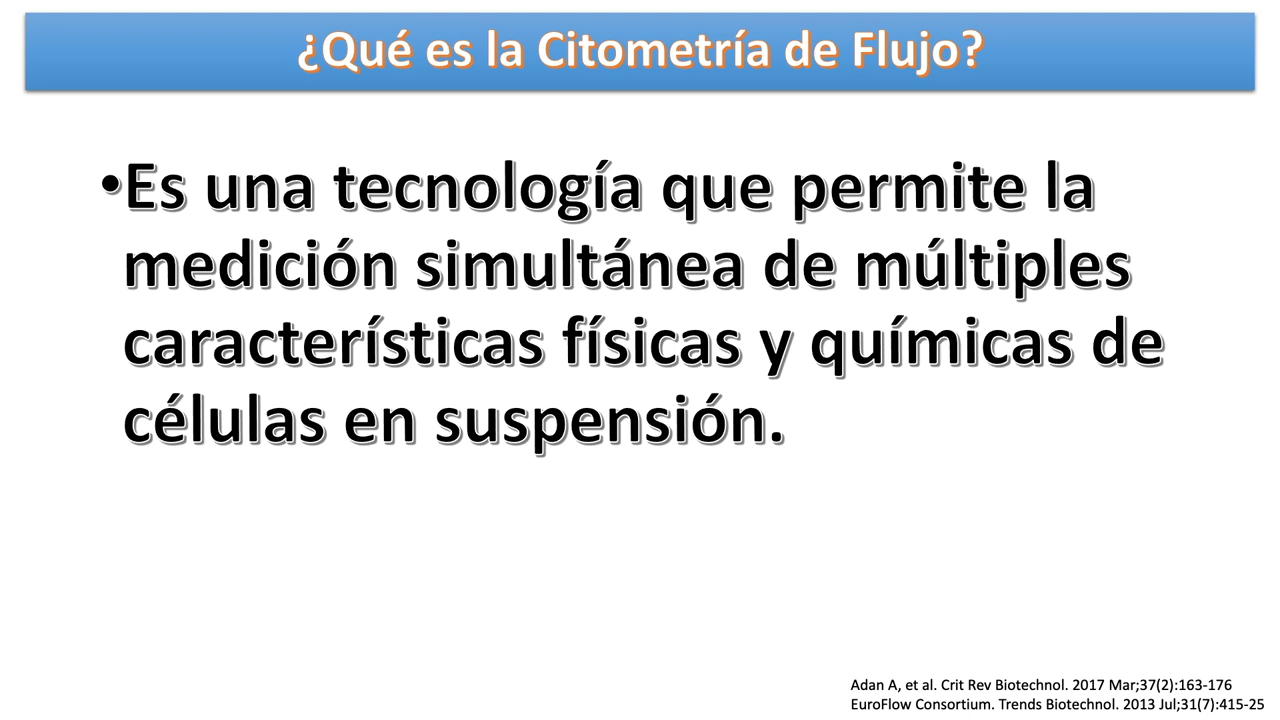 ¿Qué es la Citometría de Flujo?
•Es una tecnología que permite la
medición simultánea de múltiples
características físicas y químicas de
células en suspensión.
Adan A, et al. Crit Rev Biotechnol. 2017 Mar;37(2):163-176
EuroFlow Consortium. Trends Biotechnol. 2013 Jul;31(7):415-25